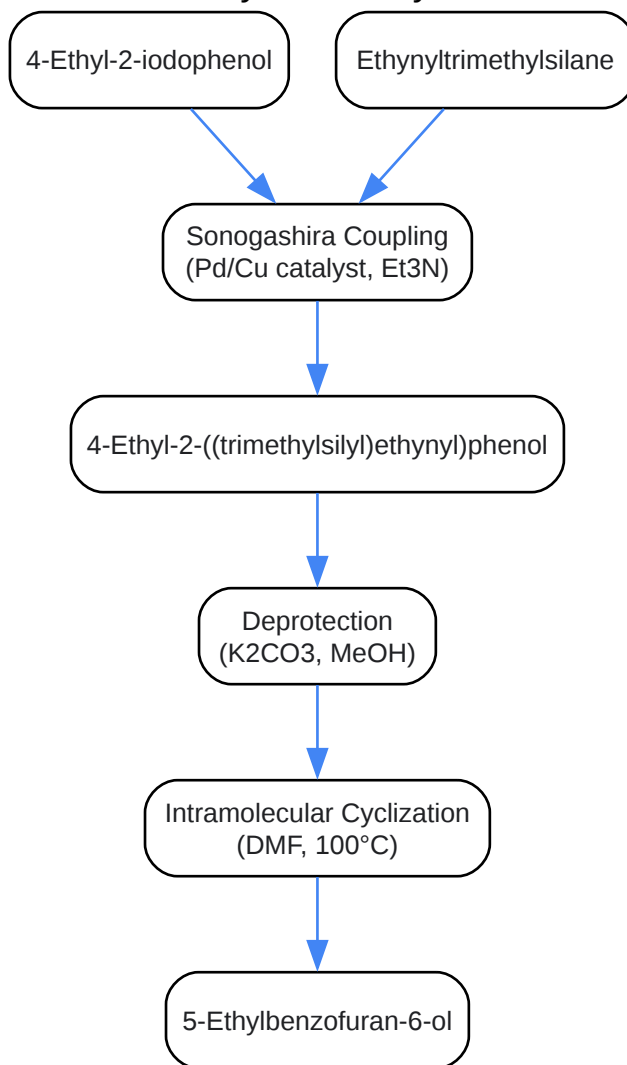 4-Ethyl-2-iodophenol
Ethynyltrimethylsilane
Sonogashira Coupling
(Pd/Cu catalyst, Et3N)
4-Ethyl-2-((trimethylsilyl)ethynyl)phenol
Deprotection
(K2CO3, MeOH)
Intramolecular Cyclization
(DMF, 100°C)
5-Ethylbenzofuran-6-ol